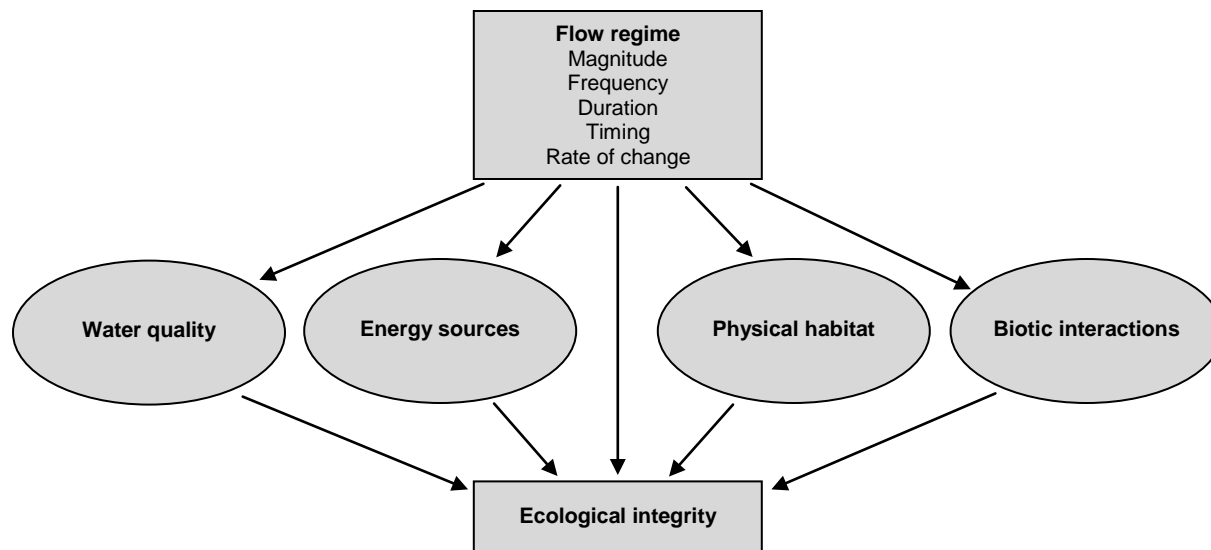 Flow regime
Magnitude
Frequency
Duration
Timing
Rate of change
Water quality
Energy sources
Physical habitat
Biotic interactions
Ecological integrity